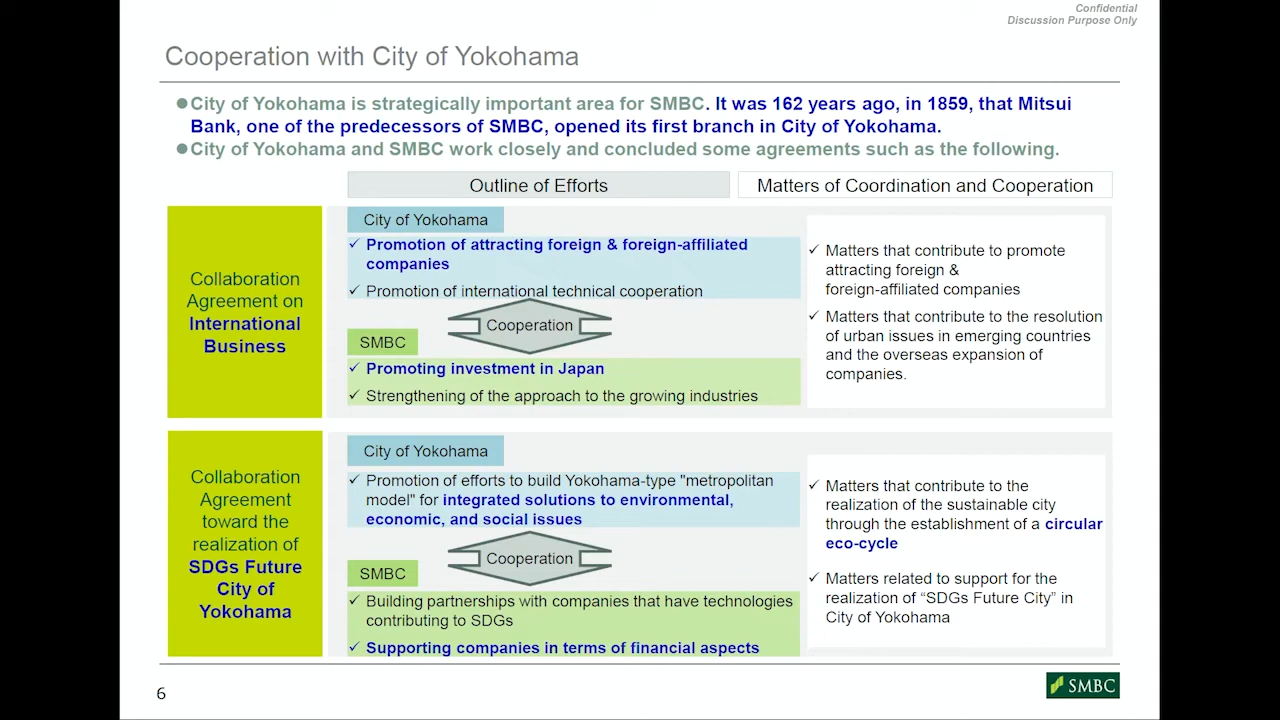 Confidential
Discussion Purpose Only
Cooperation with City of Yokohama
●City of Yokohama is strategically important area for SMBC. It was 162 years ago, in 1859, that Mitsui
Bank, one of the predecessors of SMBC, opened its first branch in City of Yokohama.
●City of Yokohama and SMBC work closely and concluded some agreements such as the following.
Outline of Efforts
Matters of Coordination and Cooperation
Collaboration
Agreement on
International
Business
City of Yokohama
✓ Promotion of attracting foreign & foreign-affiliated
companies
✓ Promotion of international technical cooperation
Cooperation
SMBC
✓ Promoting investment in Japan
✓ Strengthening of the approach to the growing industries
✓ Matters that contribute to promote
attracting foreign &
foreign-affiliated companies
✓ Matters that contribute to the resolution
of urban issues in emerging countries
and the overseas expansion of
companies.
Collaboration
Agreement
toward the
realization of
SDGs Future
City of
Yokohama
City of Yokohama
✓ Promotion of efforts to build Yokohama-type "metropolitan
model" for integrated solutions to environmental,
economic, and social issues
Cooperation
SMBC
✓ Building partnerships with companies that have technologies
contributing to SDGs
✓ Supporting companies in terms of financial aspects
✓ Matters that contribute to the
realization of the sustainable city
through the establishment of a circular
eco-cycle
✓ Matters related to support for the
realization of “SDGs Future City” in
City of Yokohama
6
SMBC